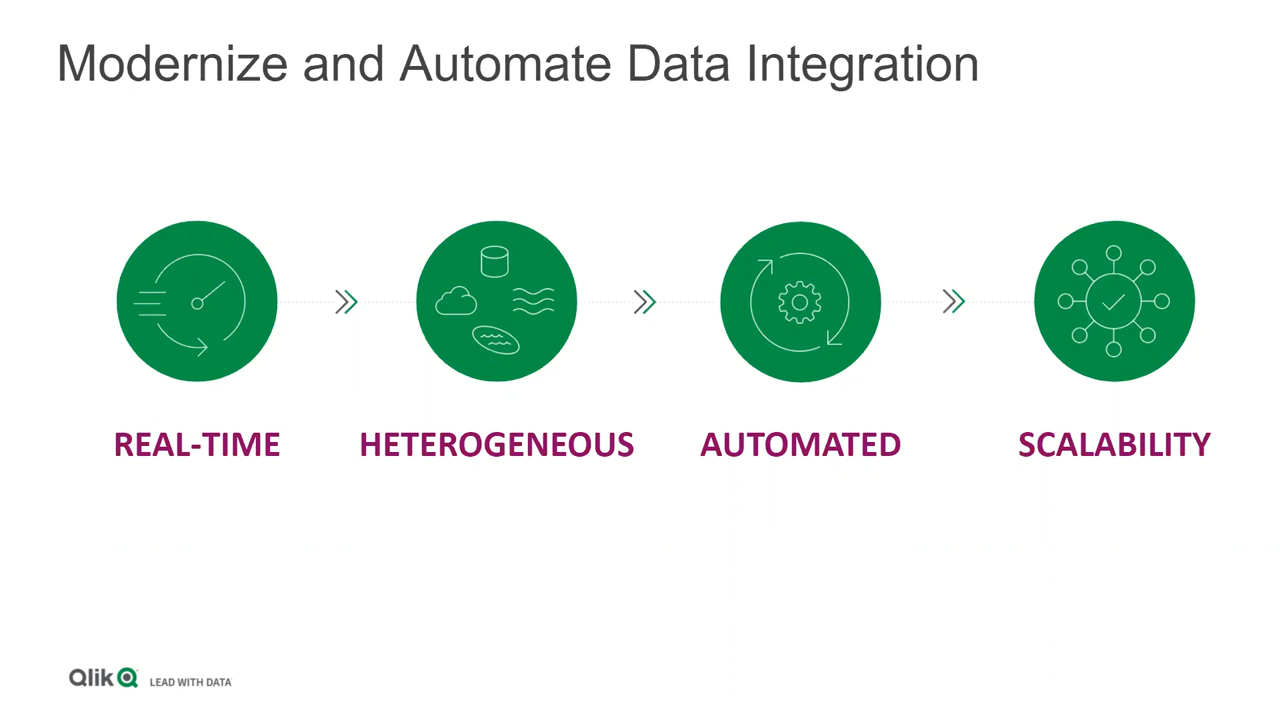 Modernize and Automate Data Integration
REAL-TIME
HETEROGENEOUS
AUTOMATED
SCALABILITY
Qlik LEAD WITH DATA